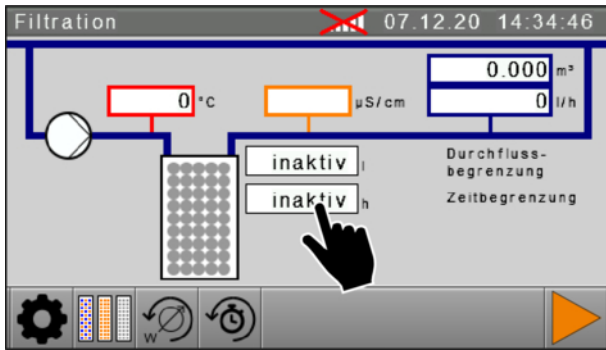 Filtration 07.12.20 14:34:46
0.000 m³
0 °C µS/cm 0 l/h
inaktiv l Durchfluss-
begrenzung
inaktiv h Zeitbegrenzung
W